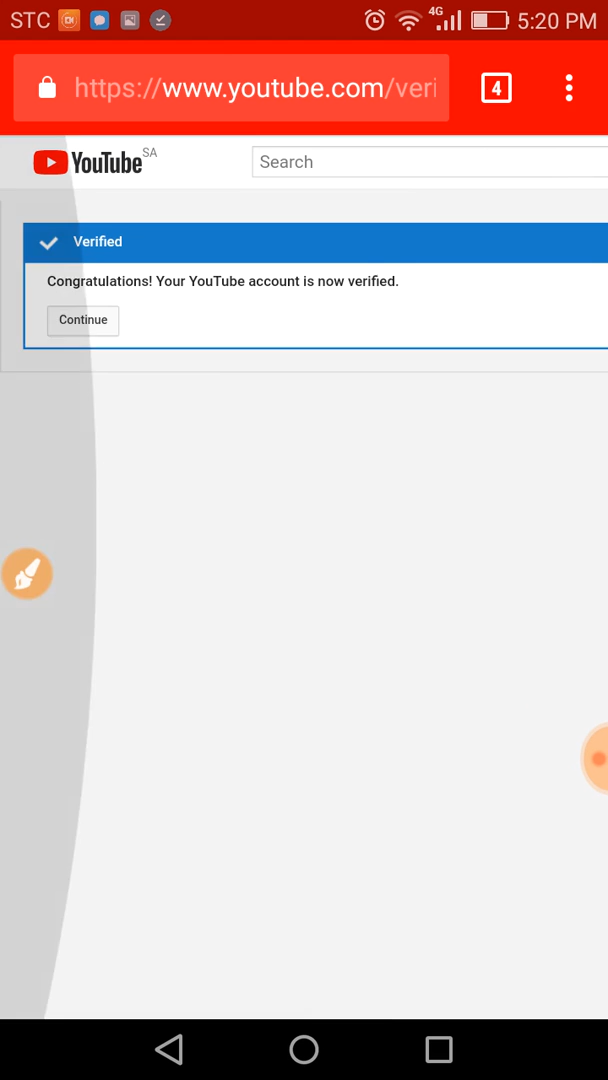 STC 4G 5:20 PM
https://www.youtube.com/veri 4
YouTube SA Search
Verified
Congratulations! Your YouTube account is now verified.
Continue